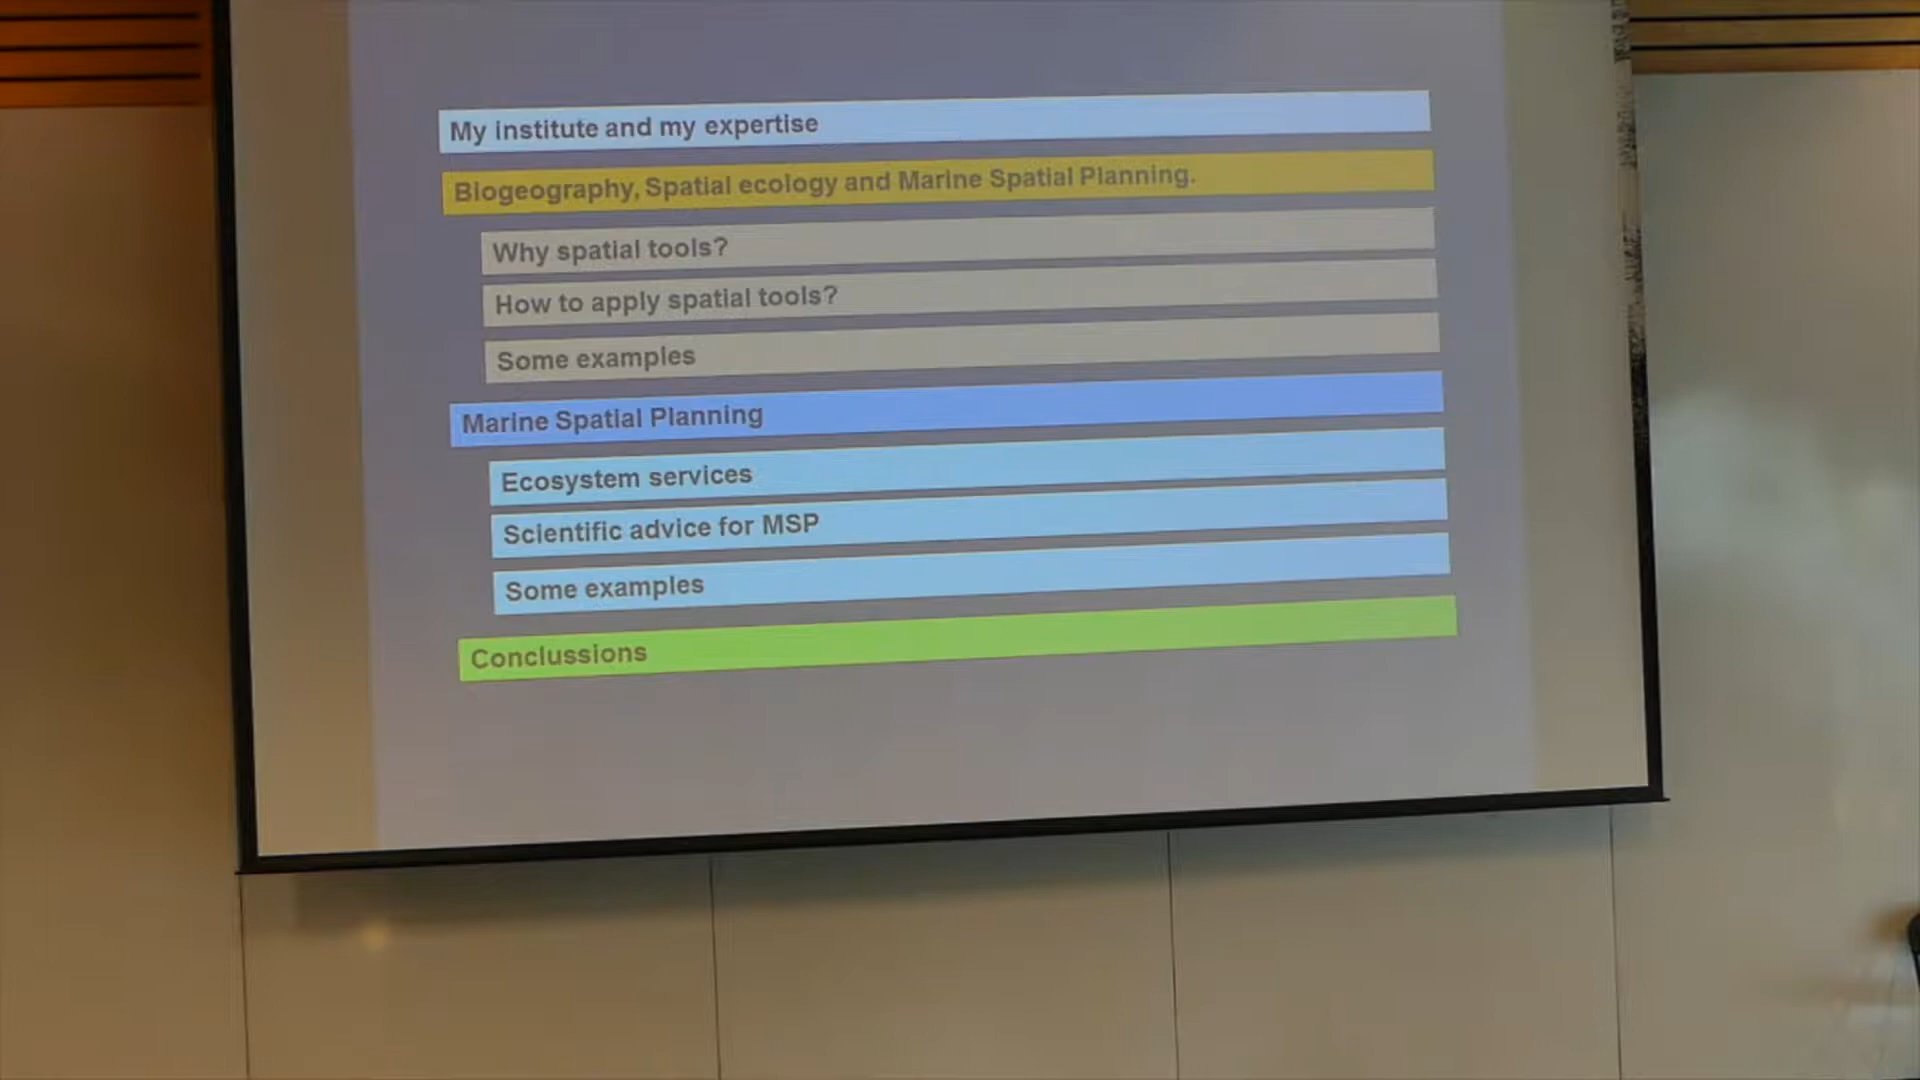 My institute and my expertise
Biogeography, Spatial ecology and Marine Spatial Planning.
Why spatial tools?
How to apply spatial tools?
Some examples
Marine Spatial Planning
Ecosystem services
Scientific advice for MSP
Some examples
Conclussions